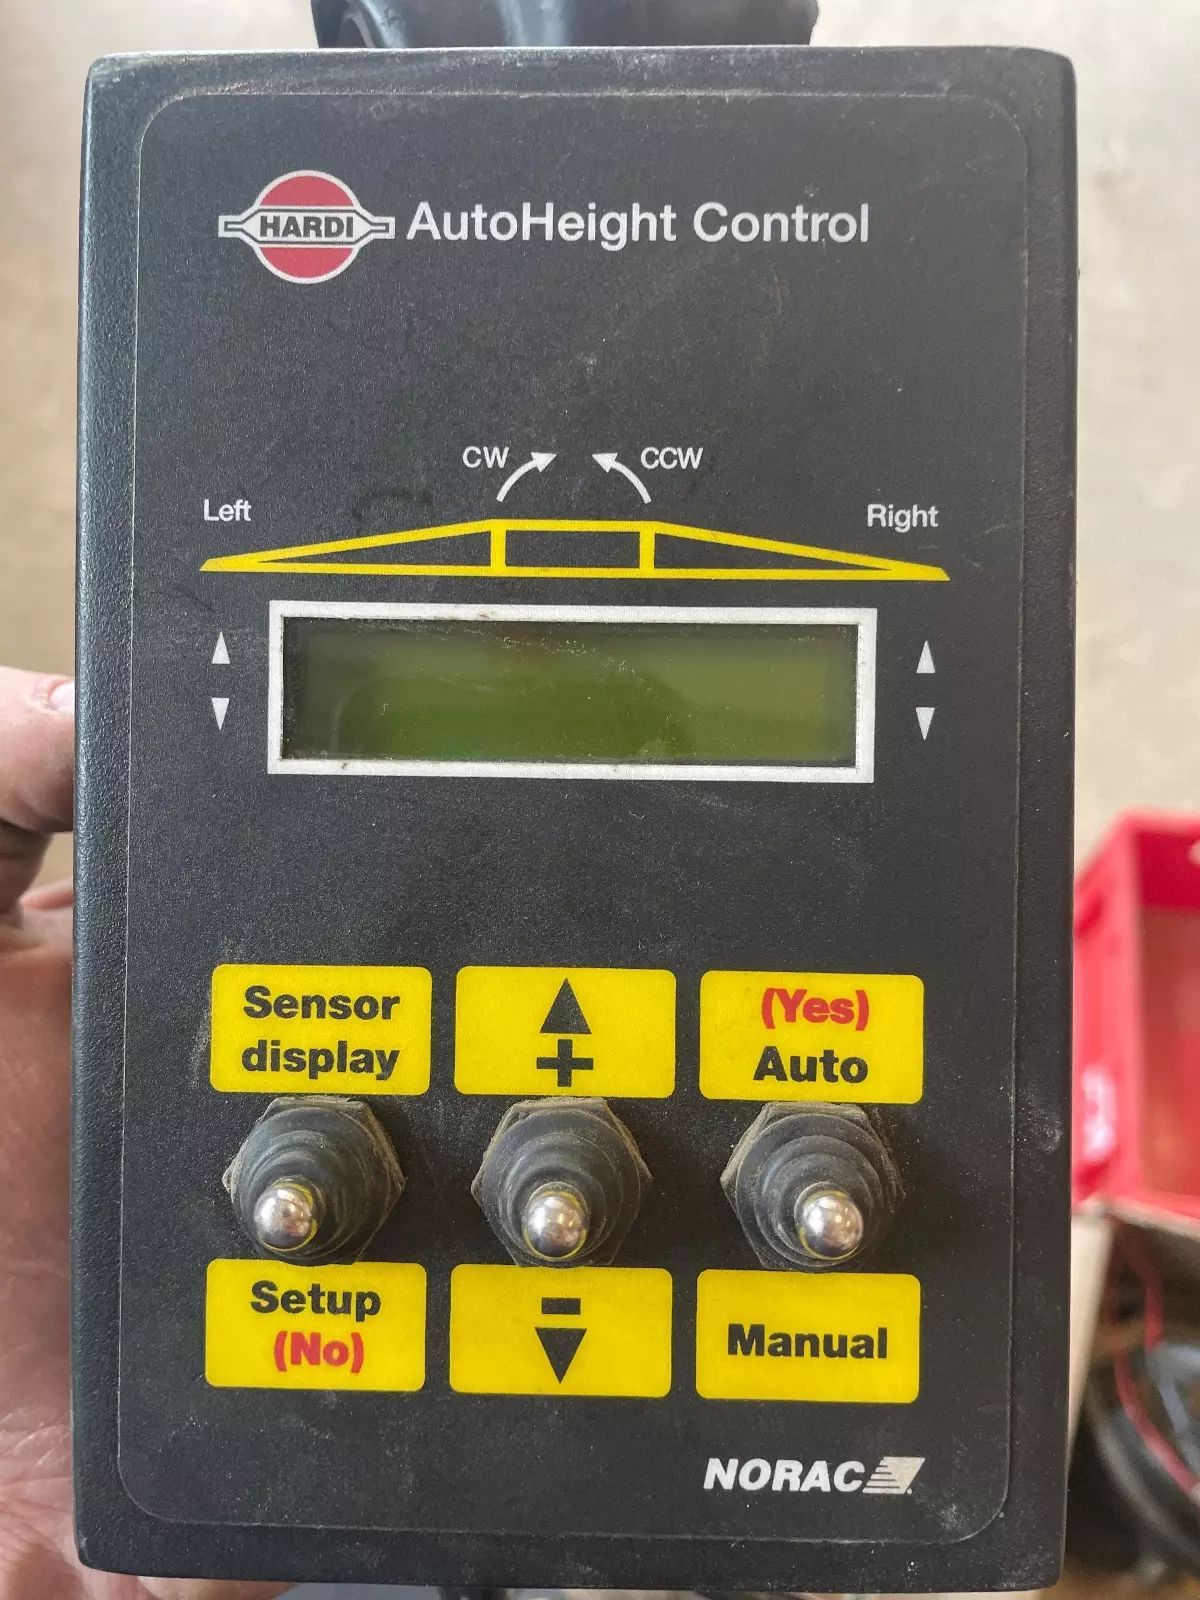 HARDI AutoHeight Control
CW CCW
Left Right
Sensor
display
+
(Yes)
Auto
Setup
(No)
-
Manual
NORAC